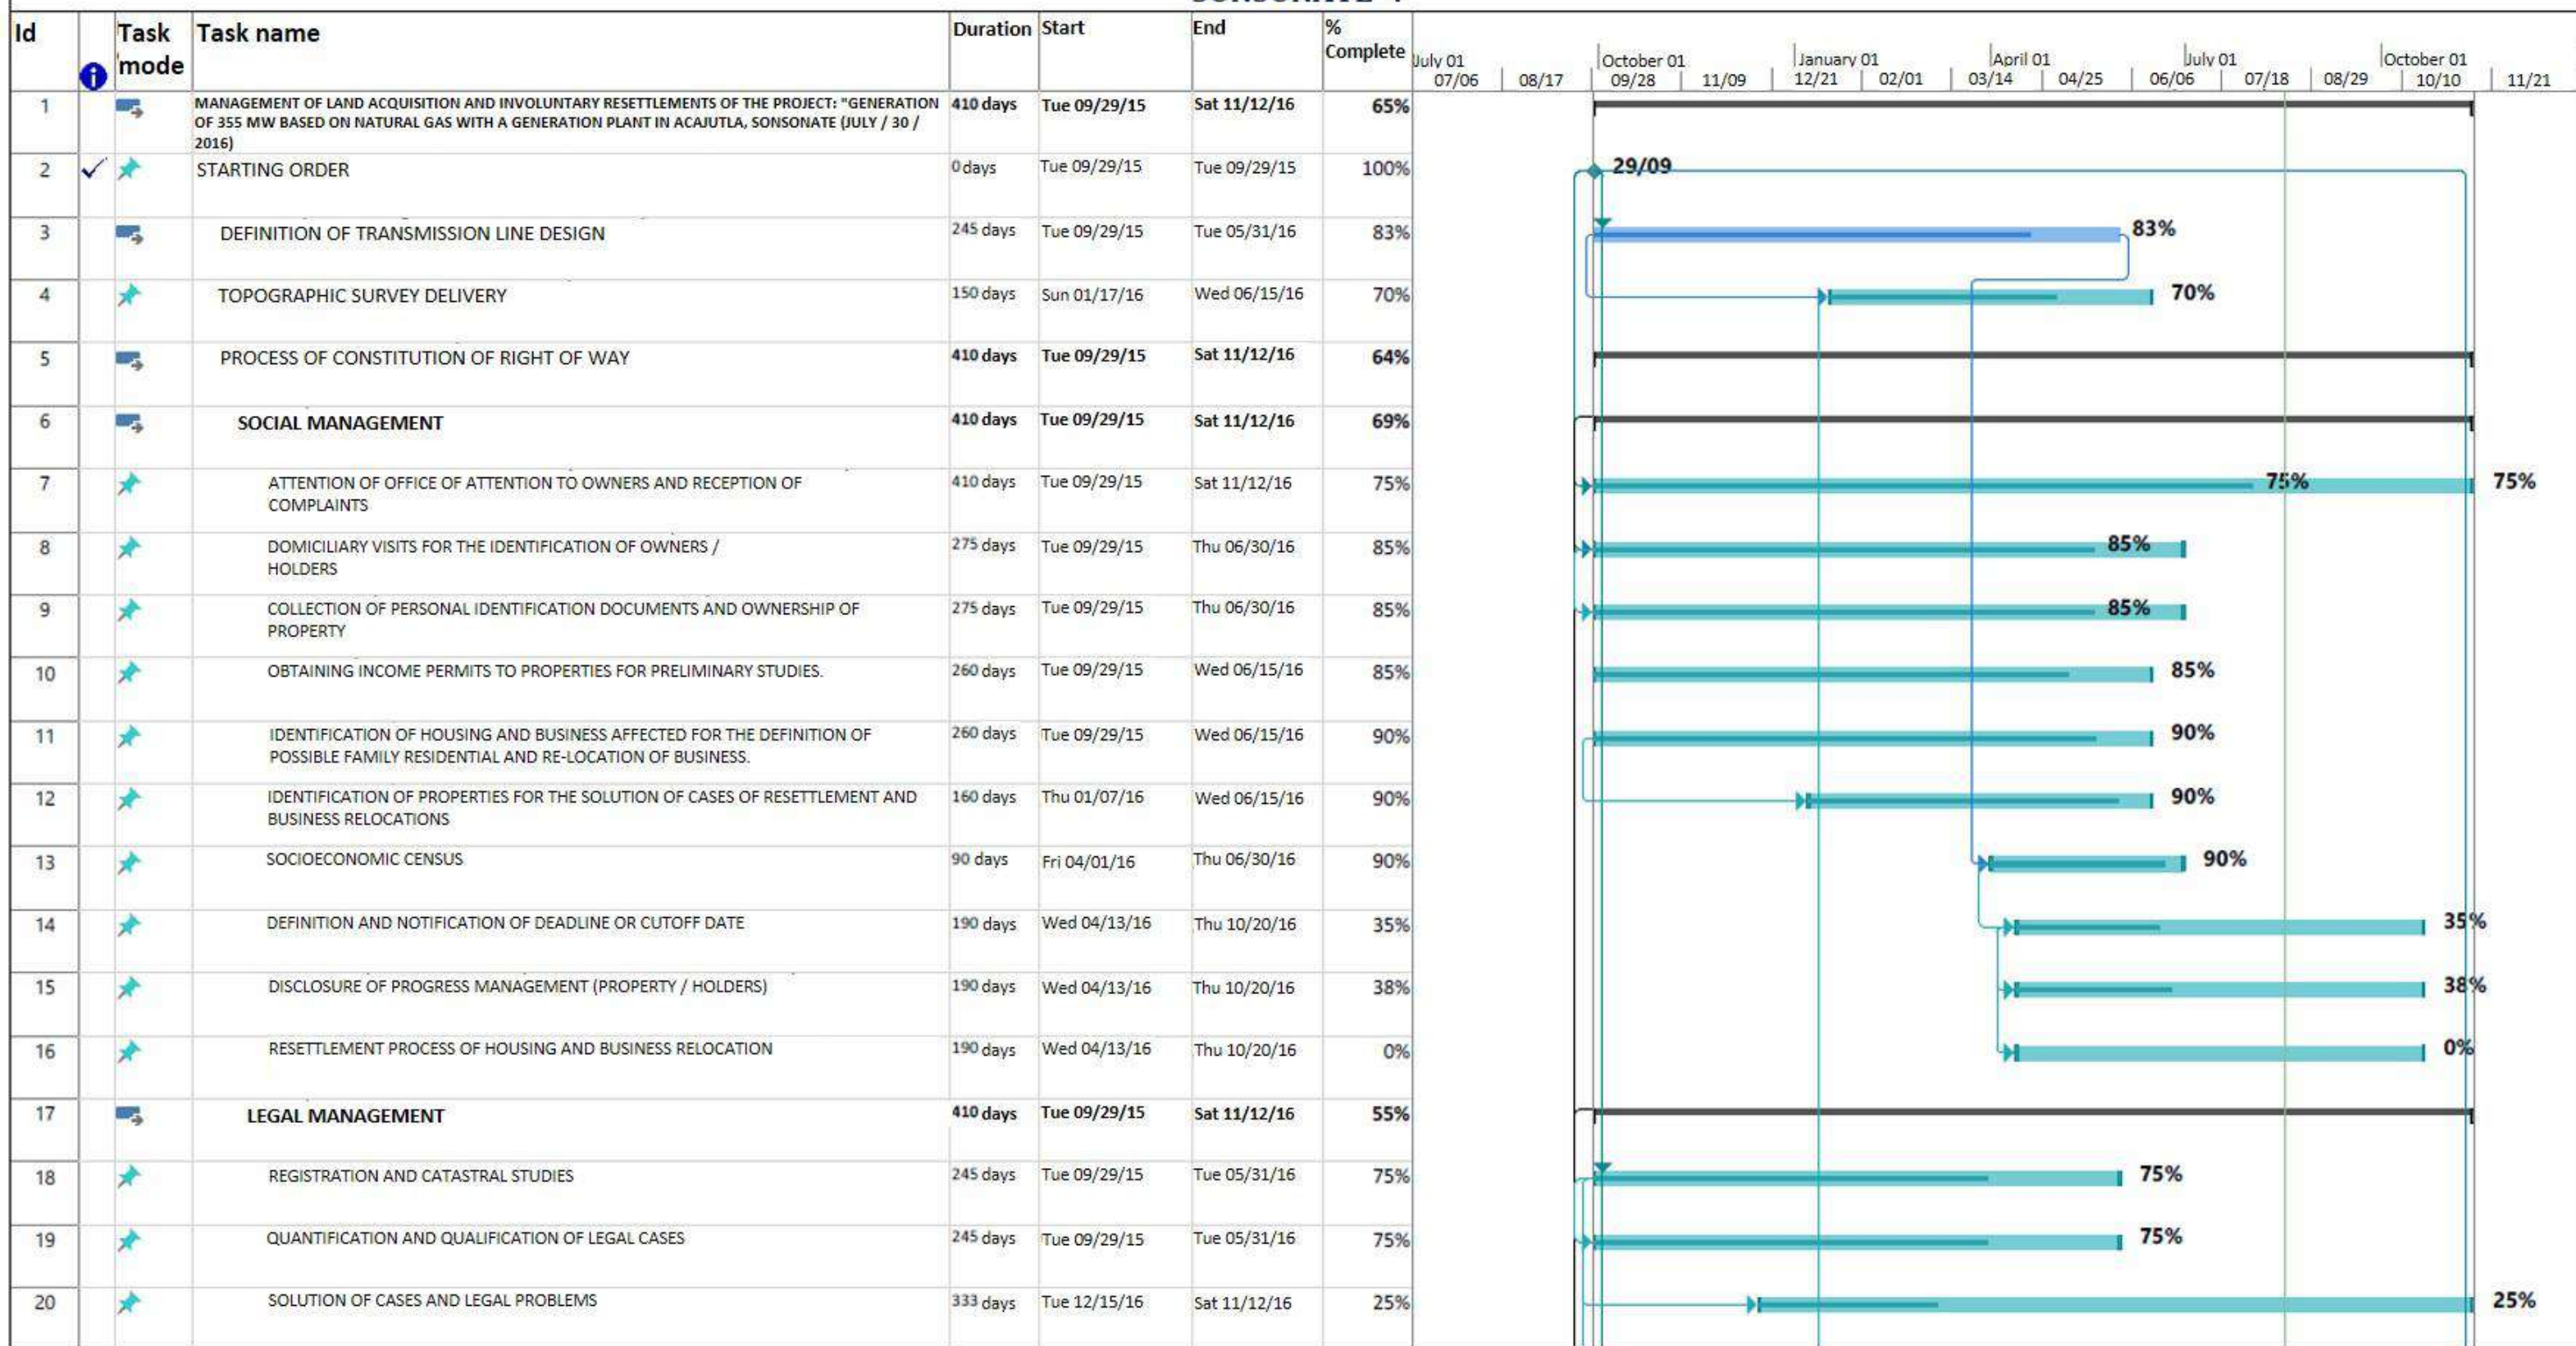 Id Task mode Task name Duration Start End % Complete
July 01 October 01 January 01 April 01 July 01 October 01
07/06 08/17 09/28 11/09 12/21 02/01 03/14 04/25 06/06 07/18 08/29 10/10 11/21
1 MANAGEMENT OF LAND ACQUISITION AND INVOLUNTARY RESETTLEMENTS OF THE PROJECT: "GENERATION 410 days Tue 09/29/15 Sat 11/12/16 65%
OF 355 MW BASED ON NATURAL GAS WITH A GENERATION PLANT IN ACAJUTLA, SONSONATE (JULY / 30 /
2016)
2 STARTING ORDER 0 days Tue 09/29/15 Tue 09/29/15 100% 29/09
3 DEFINITION OF TRANSMISSION LINE DESIGN 245 days Tue 09/29/15 Tue 05/31/16 83% 83%
4 TOPOGRAPHIC SURVEY DELIVERY 150 days Sun 01/17/16 Wed 06/15/16 70% 70%
5 PROCESS OF CONSTITUTION OF RIGHT OF WAY 410 days Tue 09/29/15 Sat 11/12/16 64%
6 SOCIAL MANAGEMENT 410 days Tue 09/29/15 Sat 11/12/16 69%
7 ATTENTION OF OFFICE OF ATTENTION TO OWNERS AND RECEPTION OF 410 days Tue 09/29/15 Sat 11/12/16 75% 75% 75%
COMPLAINTS
8 DOMICILIARY VISITS FOR THE IDENTIFICATION OF OWNERS / 275 days Tue 09/29/15 Thu 06/30/16 85% 85%
HOLDERS
9 COLLECTION OF PERSONAL IDENTIFICATION DOCUMENTS AND OWNERSHIP OF 275 days Tue 09/29/15 Thu 06/30/16 85% 85%
PROPERTY
10 OBTAINING INCOME PERMITS TO PROPERTIES FOR PRELIMINARY STUDIES. 260 days Tue 09/29/15 Wed 06/15/16 85% 85%
11 IDENTIFICATION OF HOUSING AND BUSINESS AFFECTED FOR THE DEFINITION OF 260 days Tue 09/29/15 Wed 06/15/16 90% 90%
POSSIBLE FAMILY RESIDENTIAL AND RE-LOCATION OF BUSINESS.
12 IDENTIFICATION OF PROPERTIES FOR THE SOLUTION OF CASES OF RESETTLEMENT AND 160 days Thu 01/07/16 Wed 06/15/16 90% 90%
BUSINESS RELOCATIONS
13 SOCIOECONOMIC CENSUS 90 days Fri 04/01/16 Thu 06/30/16 90% 90%
14 DEFINITION AND NOTIFICATION OF DEADLINE OR CUTOFF DATE 190 days Wed 04/13/16 Thu 10/20/16 35% 35%
15 DISCLOSURE OF PROGRESS MANAGEMENT (PROPERTY / HOLDERS) 190 days Wed 04/13/16 Thu 10/20/16 38% 38%
16 RESETTLEMENT PROCESS OF HOUSING AND BUSINESS RELOCATION 190 days Wed 04/13/16 Thu 10/20/16 0% 0%
17 LEGAL MANAGEMENT 410 days Tue 09/29/15 Sat 11/12/16 55%
18 REGISTRATION AND CATASTRAL STUDIES 245 days Tue 09/29/15 Tue 05/31/16 75% 75%
19 QUANTIFICATION AND QUALIFICATION OF LEGAL CASES 245 days Tue 09/29/15 Tue 05/31/16 75% 75%
20 SOLUTION OF CASES AND LEGAL PROBLEMS 333 days Tue 12/15/16 Sat 11/12/16 25% 25%